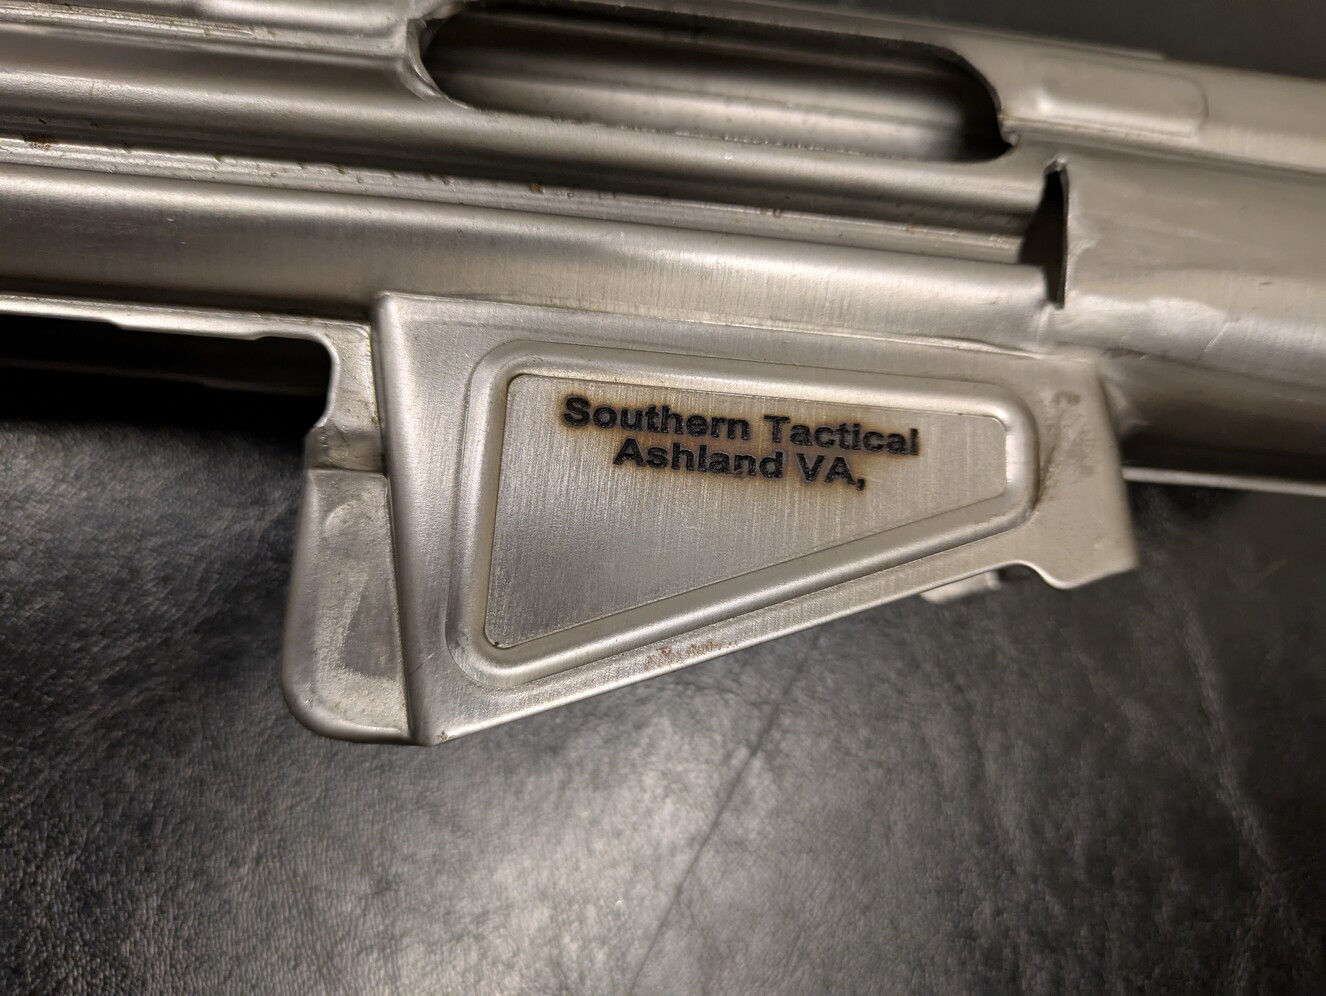 Southern Tactical
Ashland VA,